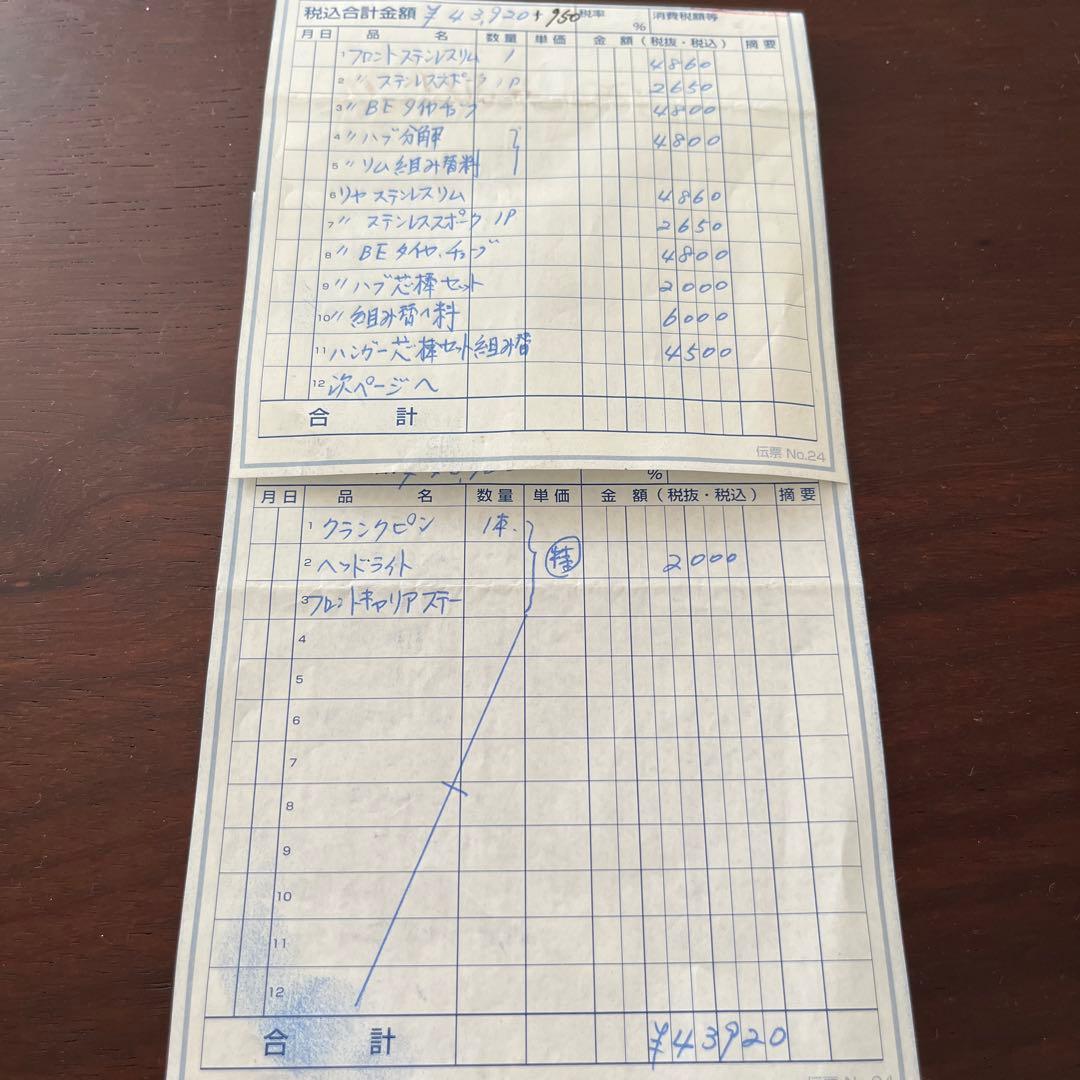 税込合計金額 ¥43,920+950 税率 % 消費税額等
月 日 品 名 数量 単価 金 額(税抜・税込) 摘要
1 フロントステンレスリム 1 4860
2 〃 ステンレススポーク 1P 2650
3 〃 BEタイヤチューブ 4800
4 〃 ハブ分解 4800
5 〃 リム組み替料
6 リヤ ステンレスリム 4860
7 〃 ステンレススポーク 1P 2650
8 〃 BEタイヤ、チューブ 4800
9 〃 ハブ芯棒セット 2000
10 〃 組み替へ料 6000
11 ハンガー芯棒セット組み替 4500
12 次ページへ
合 計
伝票 No.24
%
月 日 品 名 数量 単価 金 額(税抜・税込) 摘要
1 クランクピン 1本.
2 ヘッドライト 特 2000
3 フロントキャリアステー
4
5
6
7
8
9
10
11
12
合 計 ¥43920
伝票 No.24